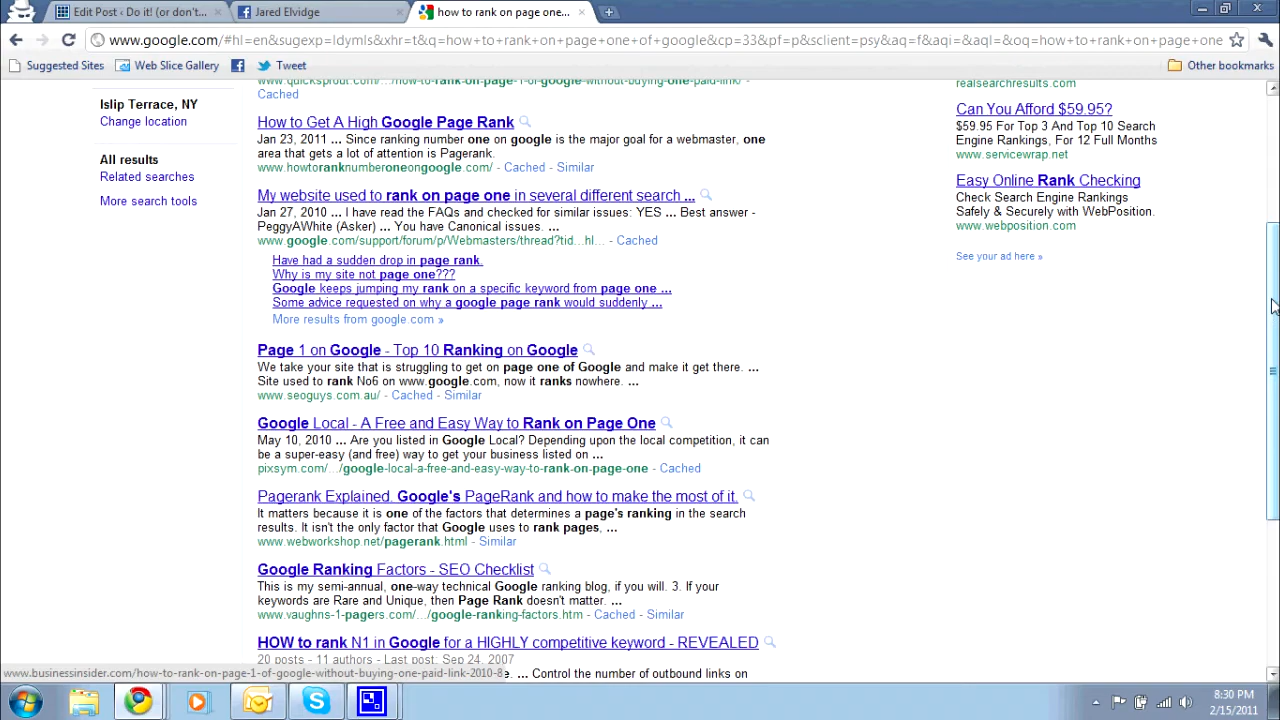 Edit Post ‹ Do it! (or don't...
Jared Elvidge
how to rank on page one...
www.google.com/#hl=en&sugexp=ldymls&xhr=t&q=how+to+rank+on+page+one+of+google&cp=33&pf=p&sclient=psy&aq=f&aqi=&aql=&oq=how+to+rank+on+page+one
Suggested Sites
Web Slice Gallery
Tweet
Other bookmarks
Islip Terrace, NY
Change location
All results
Related searches
More search tools
www.quicksprout.com/.../how-to-rank-on-page-1-of-google-without-buying-one-paid-link/ -
Cached
How to Get A High Google Page Rank
Jan 23, 2011 ... Since ranking number one on google is the major goal for a webmaster, one
area that gets a lot of attention is Pagerank.
www.howtoranknumberoneongoogle.com/ - Cached - Similar
My website used to rank on page one in several different search ...
Jan 27, 2010 ... I have read the FAQs and checked for similar issues: YES ... Best answer -
PeggyAWhite (Asker) ... You have Canonical issues. ...
www.google.com/support/forum/p/Webmasters/thread?tid...hl... - Cached
Have had a sudden drop in page rank.
Why is my site not page one???
Google keeps jumping my rank on a specific keyword from page one ...
Some advice requested on why a google page rank would suddenly ...
More results from google.com »
Page 1 on Google - Top 10 Ranking on Google
We take your site that is struggling to get on page one of Google and make it get there. ...
Site used to rank No6 on www.google.com, now it ranks nowhere. ...
www.seoguys.com.au/ - Cached - Similar
Google Local - A Free and Easy Way to Rank on Page One
May 10, 2010 ... Are you listed in Google Local? Depending upon the local competition, it can
be a super-easy (and free) way to get your business listed on ...
pixsym.com/.../google-local-a-free-and-easy-way-to-rank-on-page-one - Cached
Pagerank Explained. Google's PageRank and how to make the most of it.
It matters because it is one of the factors that determines a page's ranking in the search
results. It isn't the only factor that Google uses to rank pages, ...
www.webworkshop.net/pagerank.html - Similar
Google Ranking Factors - SEO Checklist
This is my semi-annual, one-way technical Google ranking blog, if you will. 3. If your
keywords are Rare and Unique, then Page Rank doesn't matter. ...
www.vaughns-1-pagers.com/.../google-ranking-factors.htm - Cached - Similar
HOW to rank N1 in Google for a HIGHLY competitive keyword - REVEALED
20 posts - 11 authors - Last post: Sep 24, 2007
... Control the number of outbound links on
realsearchresults.com
Can You Afford $59.95?
$59.95 For Top 3 And Top 10 Search
Engine Rankings, For 12 Full Months
www.servicewrap.net
Easy Online Rank Checking
Check Search Engine Rankings
Safely & Securely with WebPosition.
www.webposition.com
See your ad here »
www.businessinsider.com/how-to-rank-on-page-1-of-google-without-buying-one-paid-link-2010-8
8:30 PM
2/15/2011